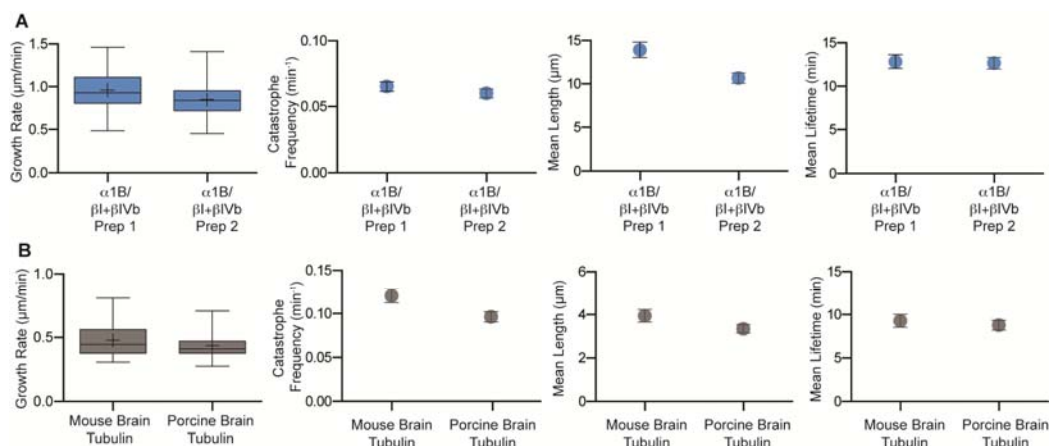 A
Growth Rate (µm/min)
1.5
1.0
0.5
0.0
α1B/
βI+βIVb
Prep 1
α1B/
βI+βIVb
Prep 2
Catastrophe
Frequency (min⁻¹)
0.10
0.05
0.00
α1B/
βI+βIVb
Prep 1
α1B/
βI+βIVb
Prep 2
Mean Length (µm)
15
10
5
0
α1B/
βI+βIVb
Prep 1
α1B/
βI+βIVb
Prep 2
Mean Lifetime (min)
15
10
5
0
α1B/
βI+βIVb
Prep 1
α1B/
βI+βIVb
Prep 2
B
Growth Rate (µm/min)
1.0
0.5
0.0
Mouse Brain
Tubulin
Porcine Brain
Tubulin
Catastrophe
Frequency (min⁻¹)
0.15
0.10
0.05
0.00
Mouse Brain
Tubulin
Porcine Brain
Tubulin
Mean Length (µm)
6
4
2
0
Mouse Brain
Tubulin
Porcine Brain
Tubulin
Mean Lifetime (min)
15
10
5
0
Mouse Brain
Tubulin
Porcine Brain
Tubulin